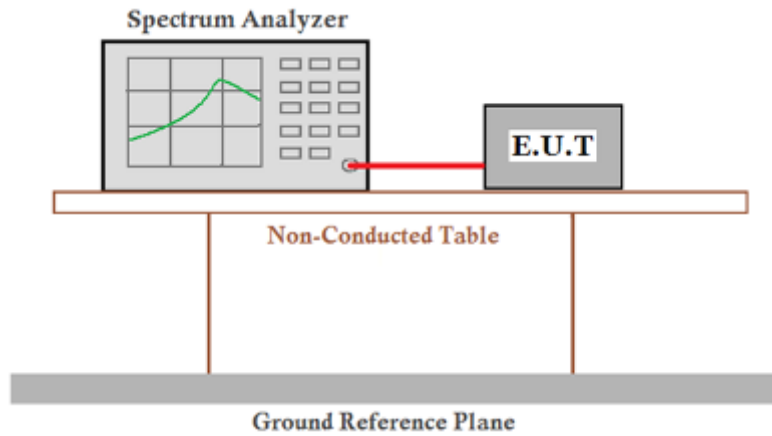 Spectrum Analyzer
E.U.T
Non-Conducted Table
Ground Reference Plane